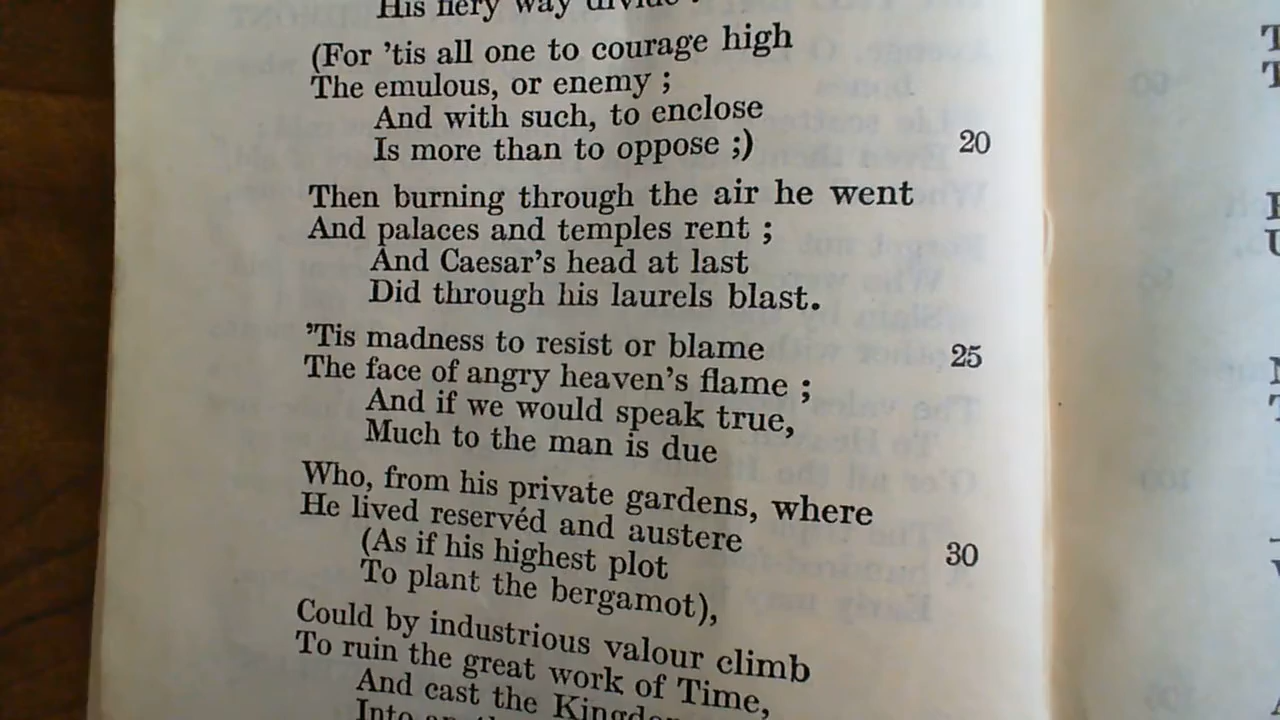 His fiery way divide
(For 'tis all one to courage high
The emulous, or enemy ;
And with such, to enclose
Is more than to oppose ;) 20
Then burning through the air he went
And palaces and temples rent ;
And Caesar's head at last
Did through his laurels blast.
'Tis madness to resist or blame 25
The face of angry heaven's flame ;
And if we would speak true,
Much to the man is due
Who, from his private gardens, where
He lived reservéd and austere
(As if his highest plot 30
To plant the bergamot),
Could by industrious valour climb
To ruin the great work of Time,
And cast the